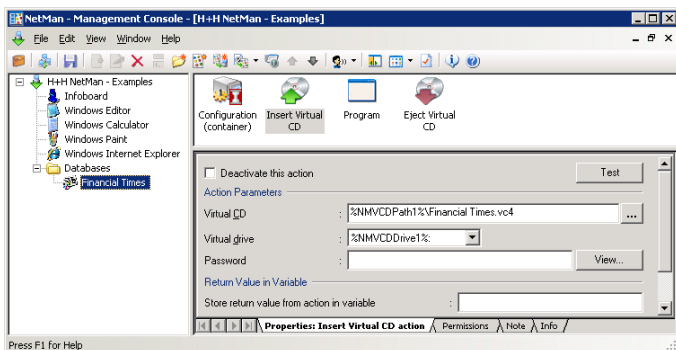 NetMan - Management Console - [H+H NetMan - Examples]
File Edit View Window Help
H+H NetMan - Examples
Infoboard
Windows Editor
Windows Calculator
Windows Paint
Windows Internet Explorer
Databases
Financial Times
Configuration (container)
Insert Virtual CD
Program
Eject Virtual CD
Deactivate this action
Test
Action Parameters
Virtual CD : %NMVCDPath1%\Financial Times.vc4 ...
Virtual drive : %NMVCDDrive1%:
Password : View...
Return Value in Variable
Store return value from action in variable :
Properties: Insert Virtual CD action Permissions Note Info
Press F1 for Help